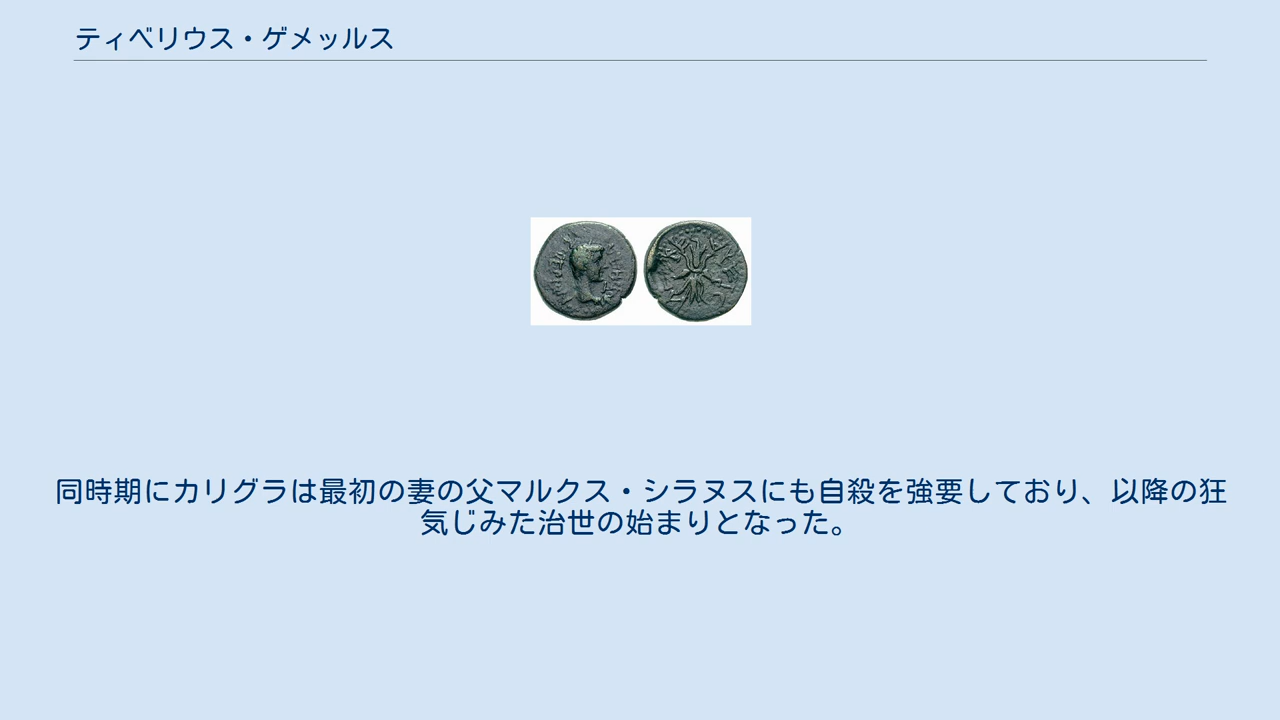 ティベリウス・ゲメッルス
同時期にカリグラは最初の妻の父マルクス・シラヌスにも自殺を強要しており、以降の狂
気じみた治世の始まりとなった。